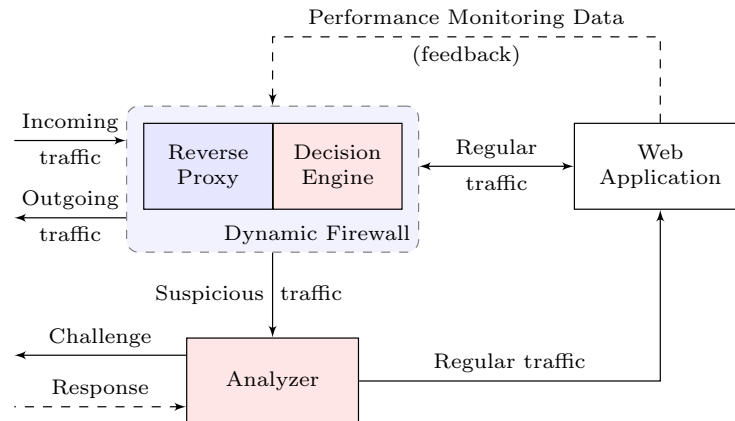 Performance Monitoring Data
(feedback)
Incoming
traffic
Outgoing
traffic
Reverse
Proxy
Decision
Engine
Dynamic Firewall
Regular
traffic
Web
Application
Suspicious traffic
Challenge
Response
Analyzer
Regular traffic